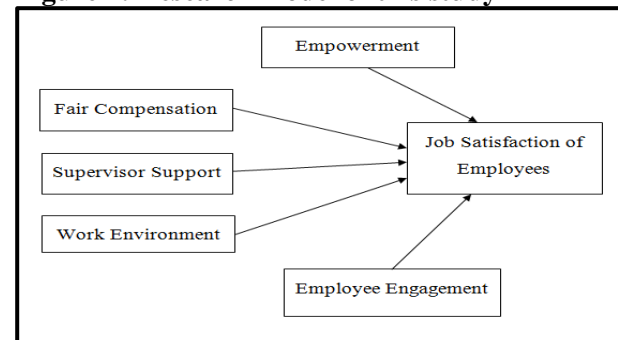 Empowerment
Fair Compensation
Job Satisfaction of
Employees
Supervisor Support
Work Environment
Employee Engagement